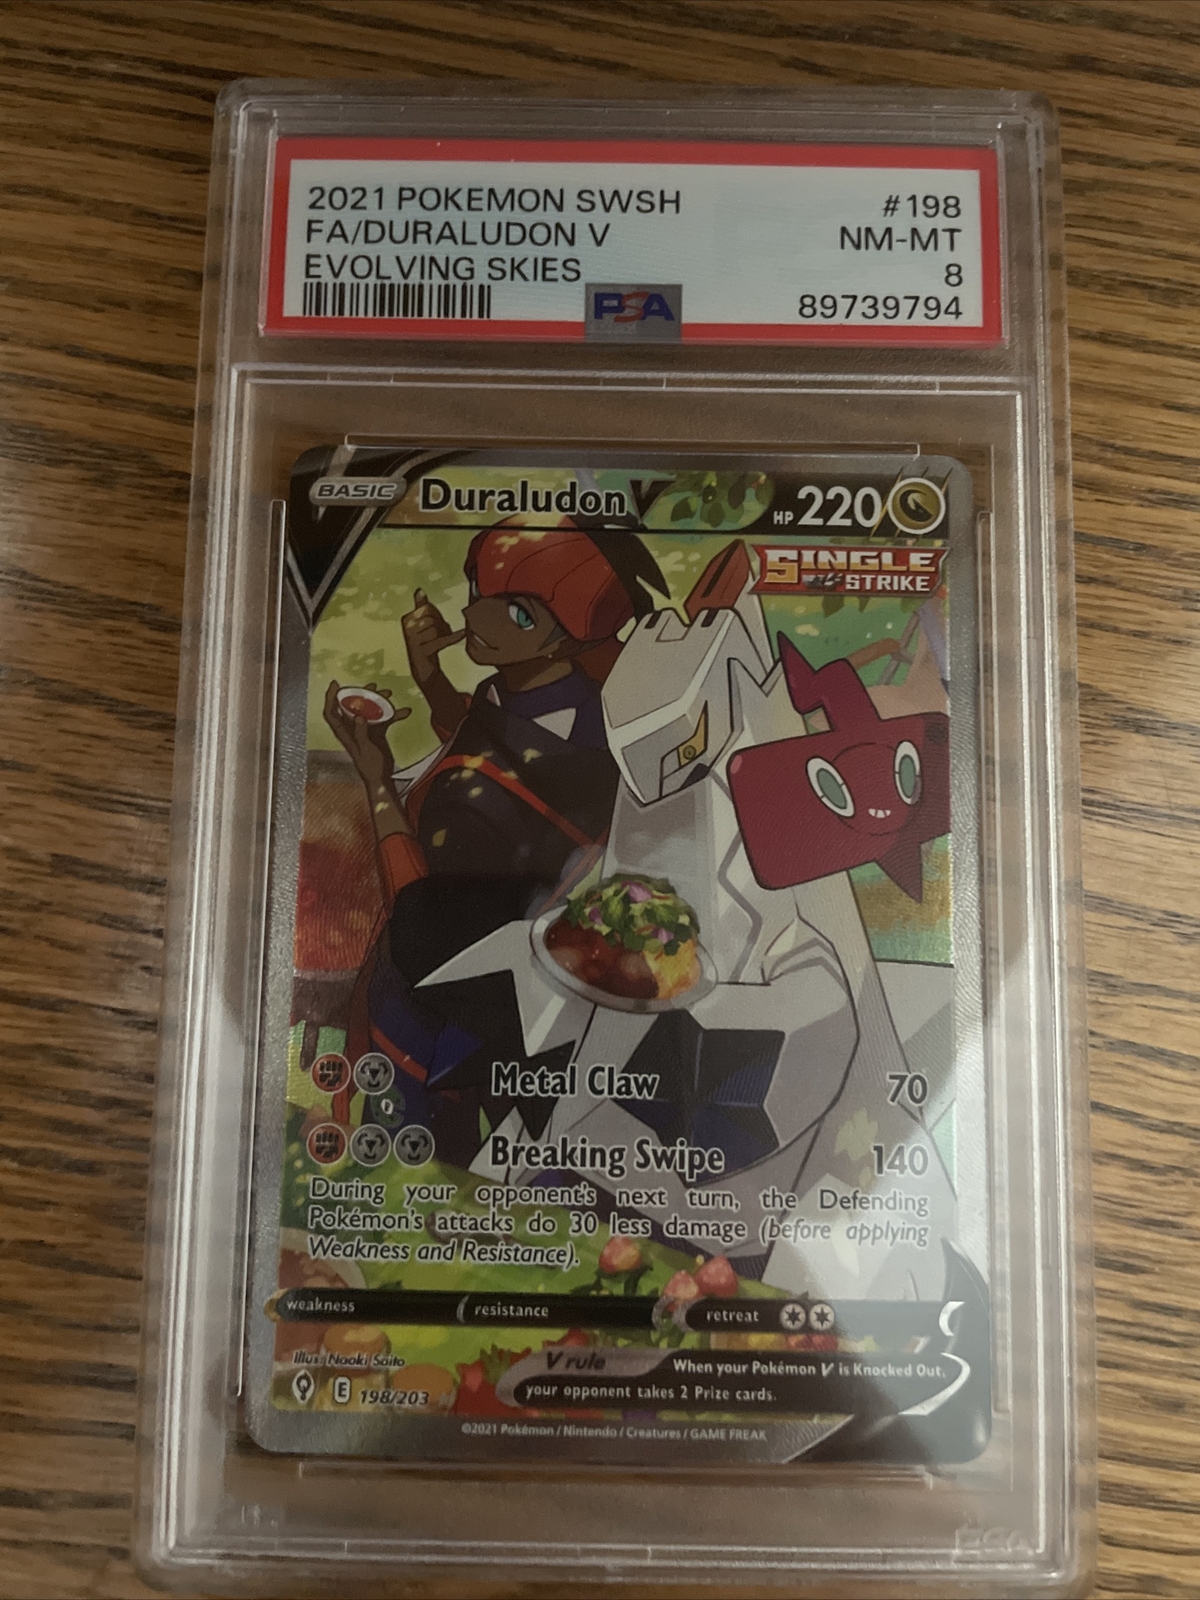 2021 POKEMON SWSH #198
FA/DURALUDON V NM-MT
EVOLVING SKIES 8
PSA 89739794
BASIC Duraludon V HP 220
SINGLE STRIKE
Metal Claw 70
Breaking Swipe 140
During your opponent's next turn, the Defending
Pokémon's attacks do 30 less damage (before applying
Weakness and Resistance).
weakness resistance retreat
Illus. Naoki Saito
V rule When your Pokémon V is Knocked Out,
your opponent takes 2 Prize cards.
E 198/203
©2021 Pokémon / Nintendo / Creatures / GAME FREAK
PSA